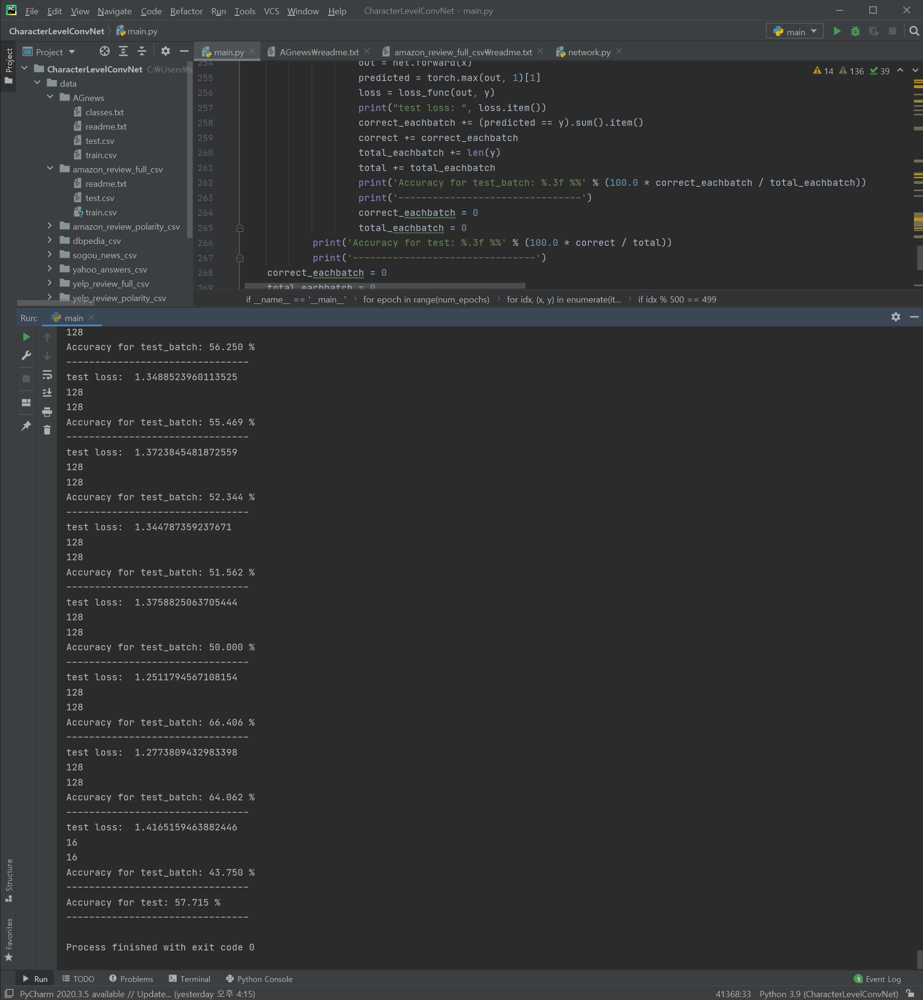 File Edit View Navigate Code Refactor Run Tools VCS Window Help CharacterLevelConvNet - main.py
CharacterLevelConvNet main.py main
Project
Project
main.py AGnews₩readme.txt amazon_review_full_csv₩readme.txt network.py
CharacterLevelConvNet C:₩Users₩s
data
AGnews
classes.txt
readme.txt
test.csv
train.csv
amazon_review_full_csv
readme.txt
test.csv
train.csv
amazon_review_polarity_csv
dbpedia_csv
sogou_news_csv
yahoo_answers_csv
yelp_review_full_csv
yelp_review_polarity_csv
14 136 39
254 out = net.forward(x)
255 predicted = torch.max(out, 1)[1]
256 loss = loss_func(out, y)
257 print("test loss: ", loss.item())
258 correct_eachbatch += (predicted == y).sum().item()
259 correct += correct_eachbatch
260 total_eachbatch += len(y)
261 total += total_eachbatch
262 print('Accuracy for test_batch: %.3f %%' % (100.0 * correct_eachbatch / total_eachbatch))
263 print('--------------------------------')
264 correct_eachbatch = 0
265 total_eachbatch = 0
266 print('Accuracy for test: %.3f %%' % (100.0 * correct / total))
267 print('--------------------------------')
268 correct_eachbatch = 0
269 total_eachbatch = 0
if __name__ == '__main__' › for epoch in range(num_epochs) › for idx, (x, y) in enumerate(it... › if idx % 500 == 499
Run: main
128
Accuracy for test_batch: 56.250 %
--------------------------------
test loss:  1.3488523960113525
128
128
Accuracy for test_batch: 55.469 %
--------------------------------
test loss:  1.3723845481872559
128
128
Accuracy for test_batch: 52.344 %
--------------------------------
test loss:  1.344787359237671
128
128
Accuracy for test_batch: 51.562 %
--------------------------------
test loss:  1.3758825063705444
128
128
Accuracy for test_batch: 50.000 %
--------------------------------
test loss:  1.2511794567108154
128
128
Accuracy for test_batch: 66.406 %
--------------------------------
test loss:  1.2773809432983398
128
128
Accuracy for test_batch: 64.062 %
--------------------------------
test loss:  1.4165159463882446
16
16
Accuracy for test_batch: 43.750 %
--------------------------------
Accuracy for test: 57.715 %
--------------------------------
Process finished with exit code 0
Structure
Favorites
Run TODO Problems Terminal Python Console 1 Event Log
PyCharm 2020.3.5 available // Update... (yesterday 오후 4:15) 41368:33 Python 3.9 (CharacterLevelConvNet)